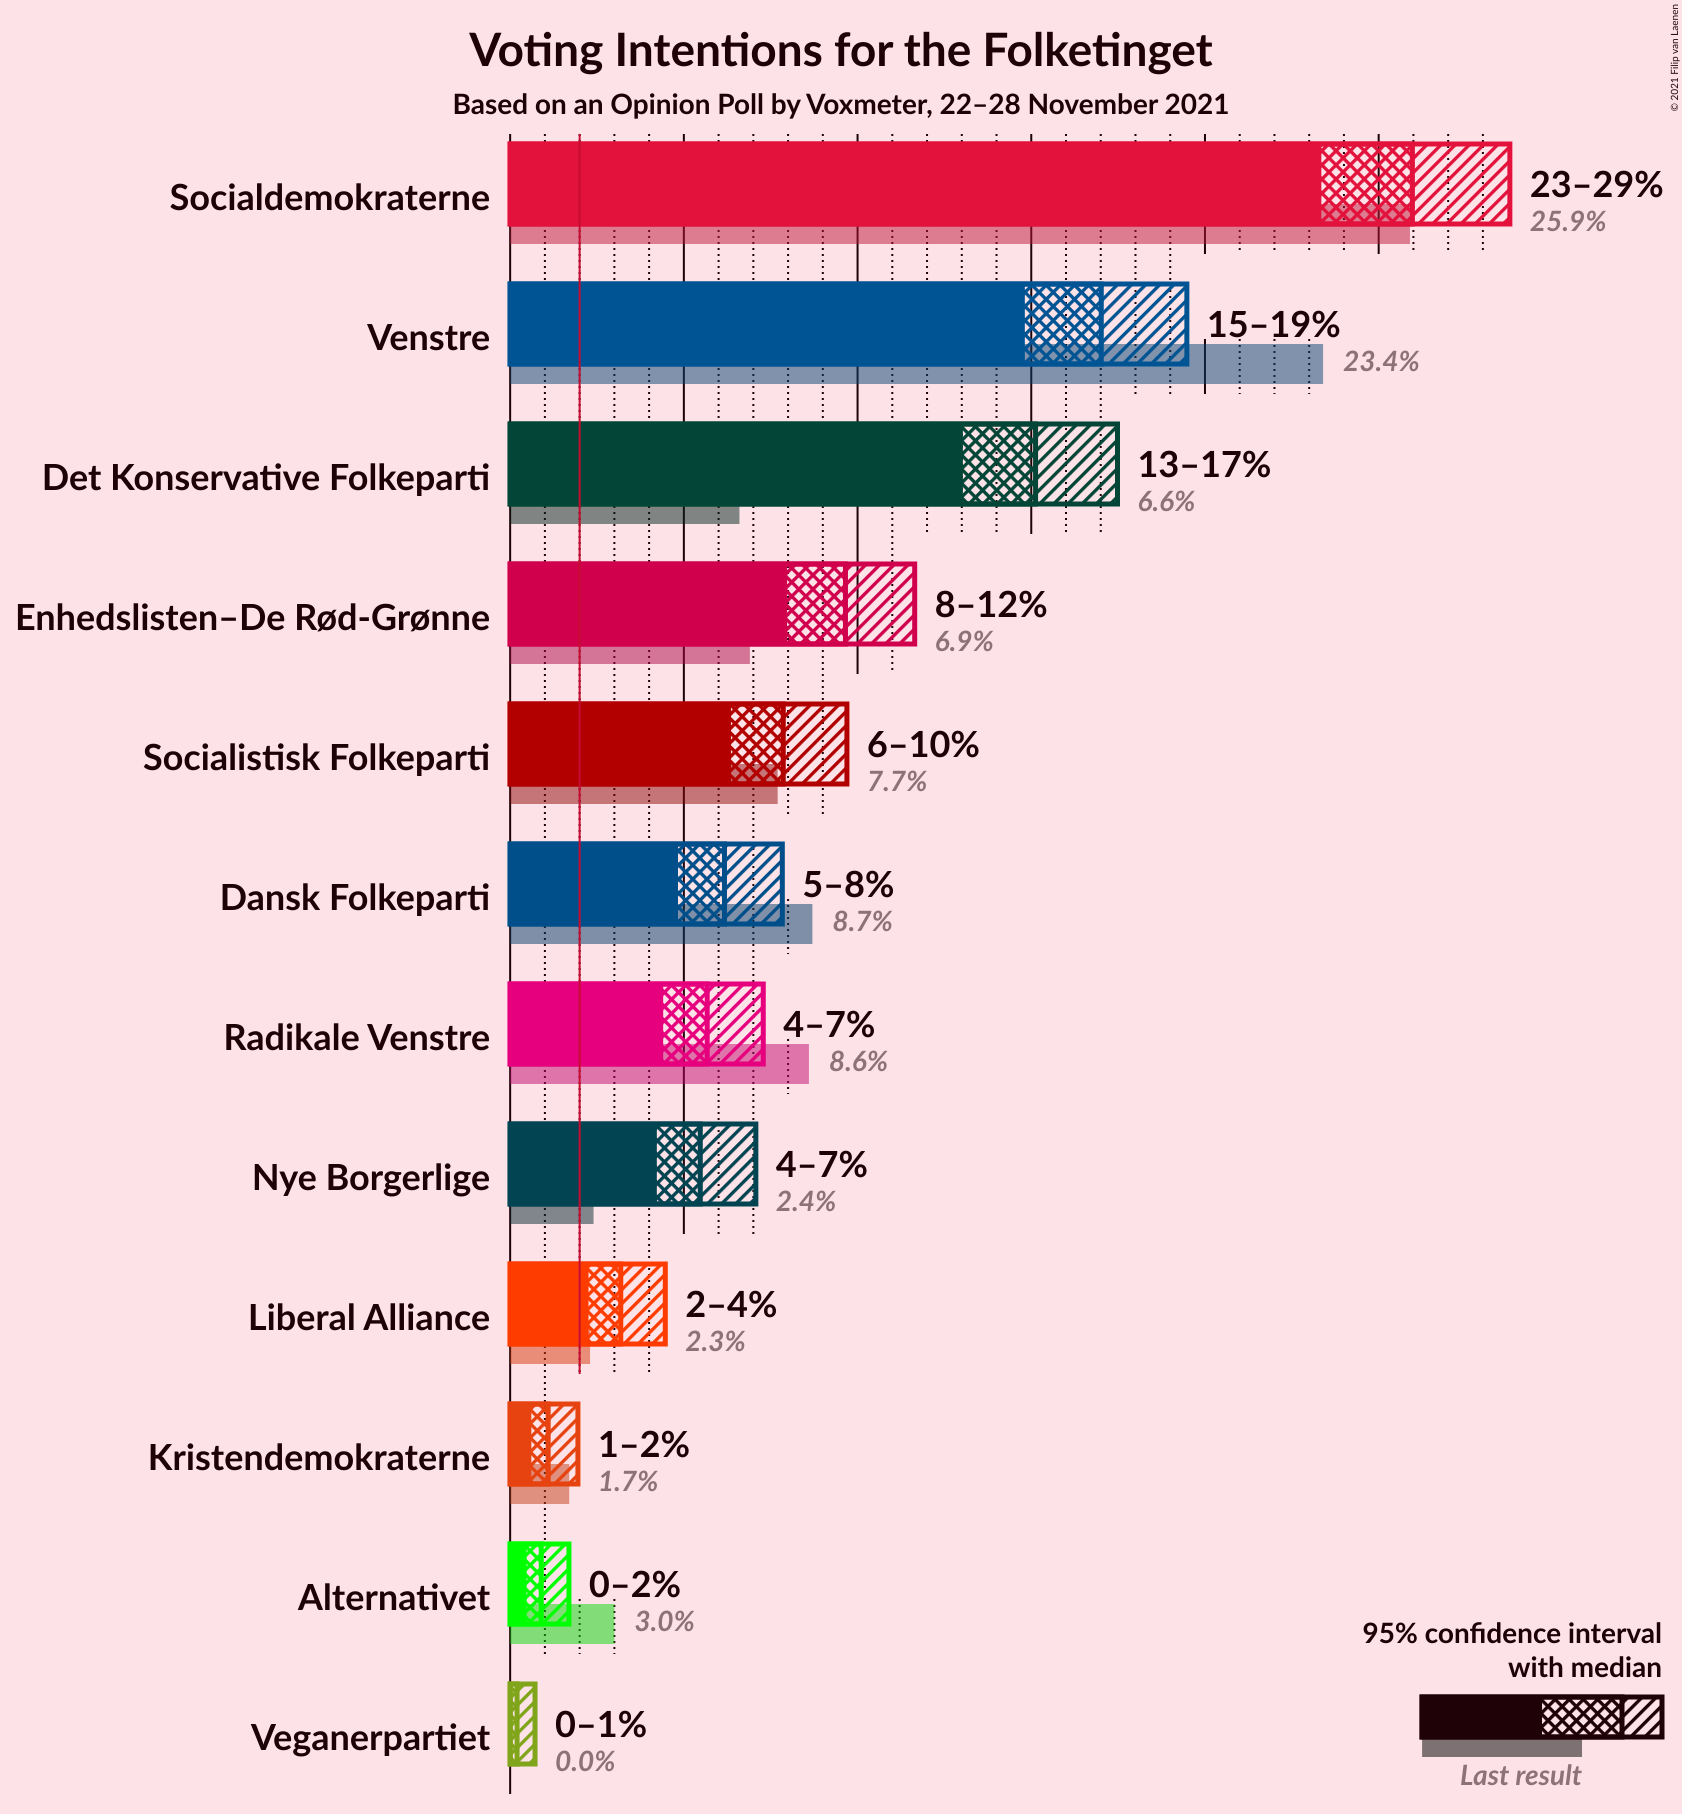 Voting Intentions for the Folketinget
Based on an Opinion Poll by Voxmeter, 22–28 November 2021
© 2021 Filip van Laenen
Socialdemokraterne
23–29%
25.9%
Venstre
15–19%
23.4%
Det Konservative Folkeparti
13–17%
6.6%
Enhedslisten–De Rød-Grønne
8–12%
6.9%
Socialistisk Folkeparti
6–10%
7.7%
Dansk Folkeparti
5–8%
8.7%
Radikale Venstre
4–7%
8.6%
Nye Borgerlige
4–7%
2.4%
Liberal Alliance
2–4%
2.3%
Kristendemokraterne
1–2%
1.7%
Alternativet
0–2%
3.0%
Veganerpartiet
0–1%
0.0%
95% confidence interval
with median
Last result